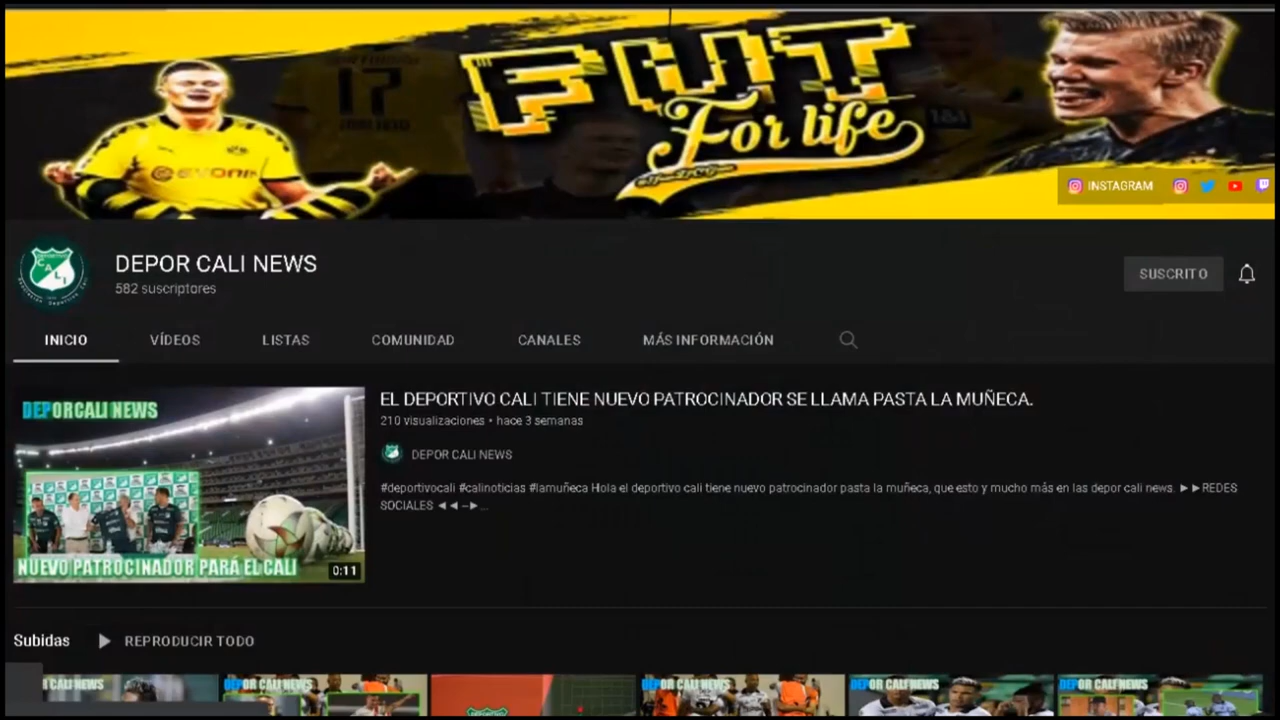 FUT
For life
EVONIK
INSTAGRAM
DEPOR CALI NEWS
582 suscriptores
SUSCRITO
INICIO
VÍDEOS
LISTAS
COMUNIDAD
CANALES
MÁS INFORMACIÓN
DEPORCALI NEWS
NUEVO PATROCINADOR PARÁ EL CALI
0:11
EL DEPORTIVO CALI TIENE NUEVO PATROCINADOR SE LLAMA PASTA LA MUÑECA.
210 visualizaciones • hace 3 semanas
DEPOR CALI NEWS
#deportivocali #calinoticias #lamuñeca Hola el deportivo cali tiene nuevo patrocinador pasta la muñeca, que esto y mucho más en las depor cali news. ►►REDES
SOCIALES ◄◄ –►...
Subidas
REPRODUCIR TODO
R CALI NEWS
DEPOR CALI NEWS
DEPOR CALI NEWS
DEPOR CALI NEWS
DEPOR CALI NEWS